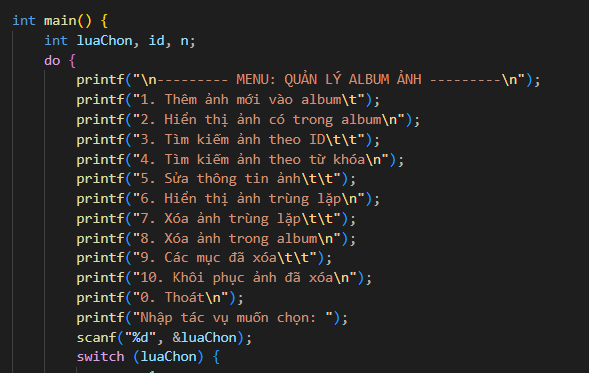 int main() {
int luaChon, id, n;
do {
printf("\n--------- MENU: QUẢN LÝ ALBUM ẢNH ---------\n");
printf("1. Thêm ảnh mới vào album\t");
printf("2. Hiển thị ảnh có trong album\n");
printf("3. Tìm kiếm ảnh theo ID\t\t");
printf("4. Tìm kiếm ảnh theo từ khóa\n");
printf("5. Sửa thông tin ảnh\t\t");
printf("6. Hiển thị ảnh trùng lặp\n");
printf("7. Xóa ảnh trùng lặp\t\t");
printf("8. Xóa ảnh trong album\n");
printf("9. Các mục đã xóa\t\t");
printf("10. Khôi phục ảnh đã xóa\n");
printf("0. Thoát\n");
printf("Nhập tác vụ muốn chọn: ");
scanf("%d", &luaChon);
switch (luaChon) {